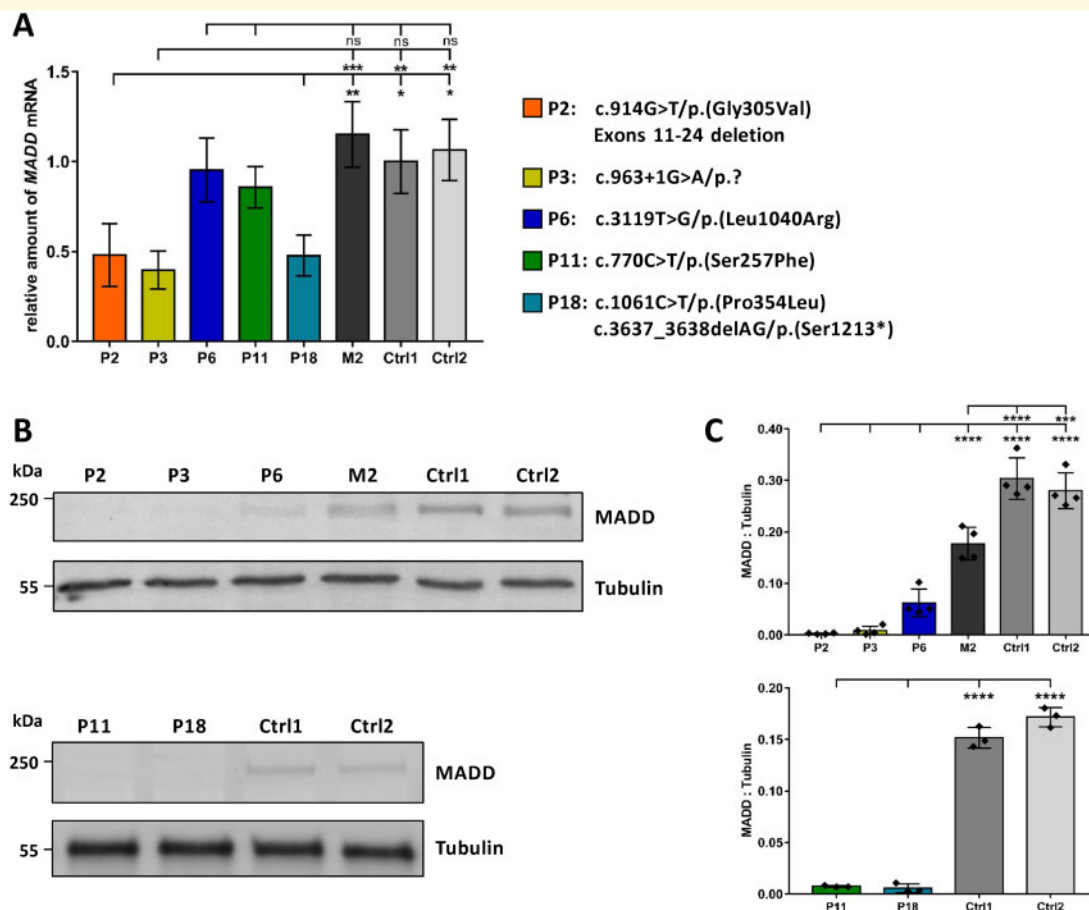 A
ns ns ns
ns ns ns
*** ** **
** * *
relative amount of MADD mRNA
1.5
1.0
0.5
0.0
P2 P3 P6 P11 P18 M2 Ctrl1 Ctrl2
P2: c.914G>T/p.(Gly305Val)
Exons 11-24 deletion
P3: c.963+1G>A/p.?
P6: c.3119T>G/p.(Leu1040Arg)
P11: c.770C>T/p.(Ser257Phe)
P18: c.1061C>T/p.(Pro354Leu)
c.3637_3638delAG/p.(Ser1213*)
B
kDa P2 P3 P6 M2 Ctrl1 Ctrl2
250 MADD
55 Tubulin
kDa P11 P18 Ctrl1 Ctrl2
250 MADD
55 Tubulin
C
**** ***
**** **** ****
MADD : Tubulin
0.40
0.30
0.20
0.10
0.00
P2 P3 P6 M2 Ctrl1 Ctrl2
**** ****
MADD : Tubulin
0.20
0.15
0.10
0.05
0.00
P11 P18 Ctrl1 Ctrl2